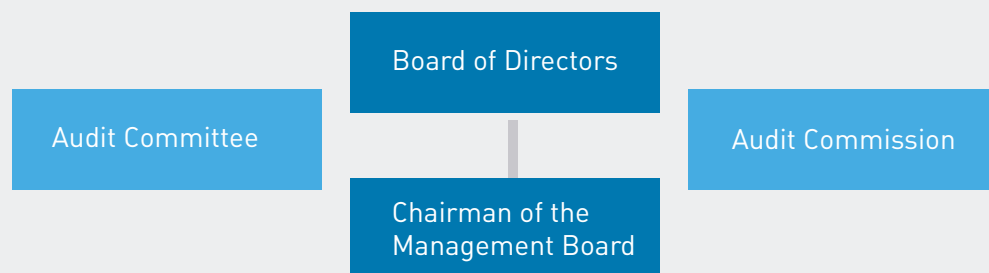 Board of Directors
Audit Committee
Audit Commission
Chairman of the
Management Board